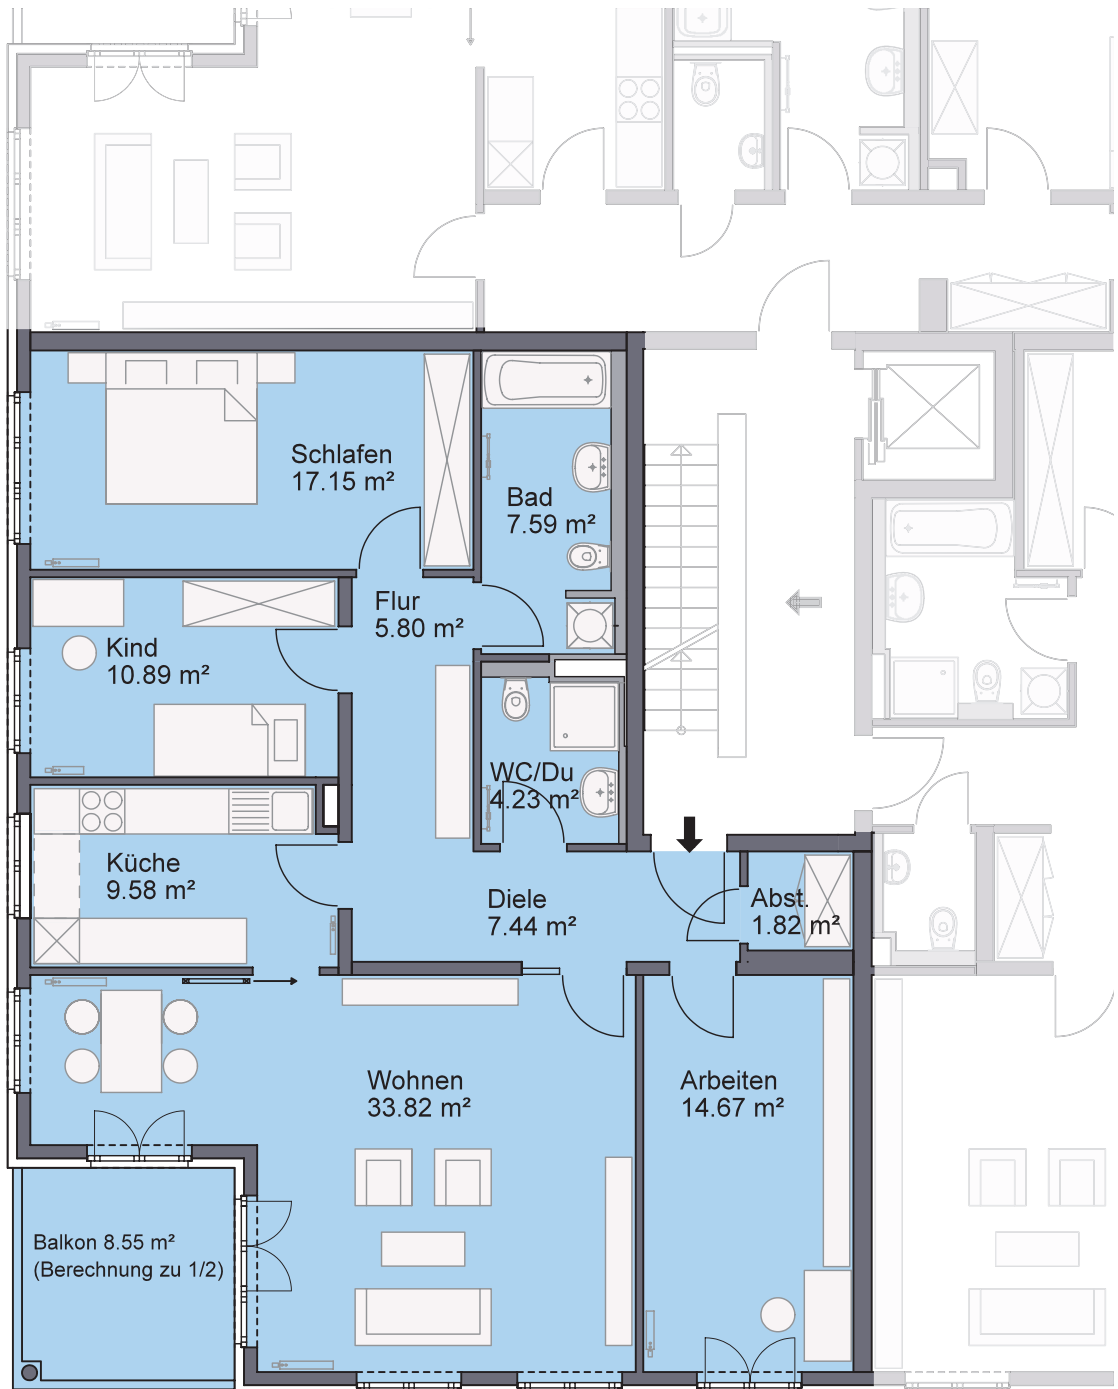 Schlafen
17.15 m²
Bad
7.59 m²
Flur
5.80 m²
Kind
10.89 m²
WC/Du
4.23 m²
Küche
9.58 m²
Diele
7.44 m²
Abst.
1.82 m²
Wohnen
33.82 m²
Arbeiten
14.67 m²
Balkon 8.55 m²
(Berechnung zu 1/2)